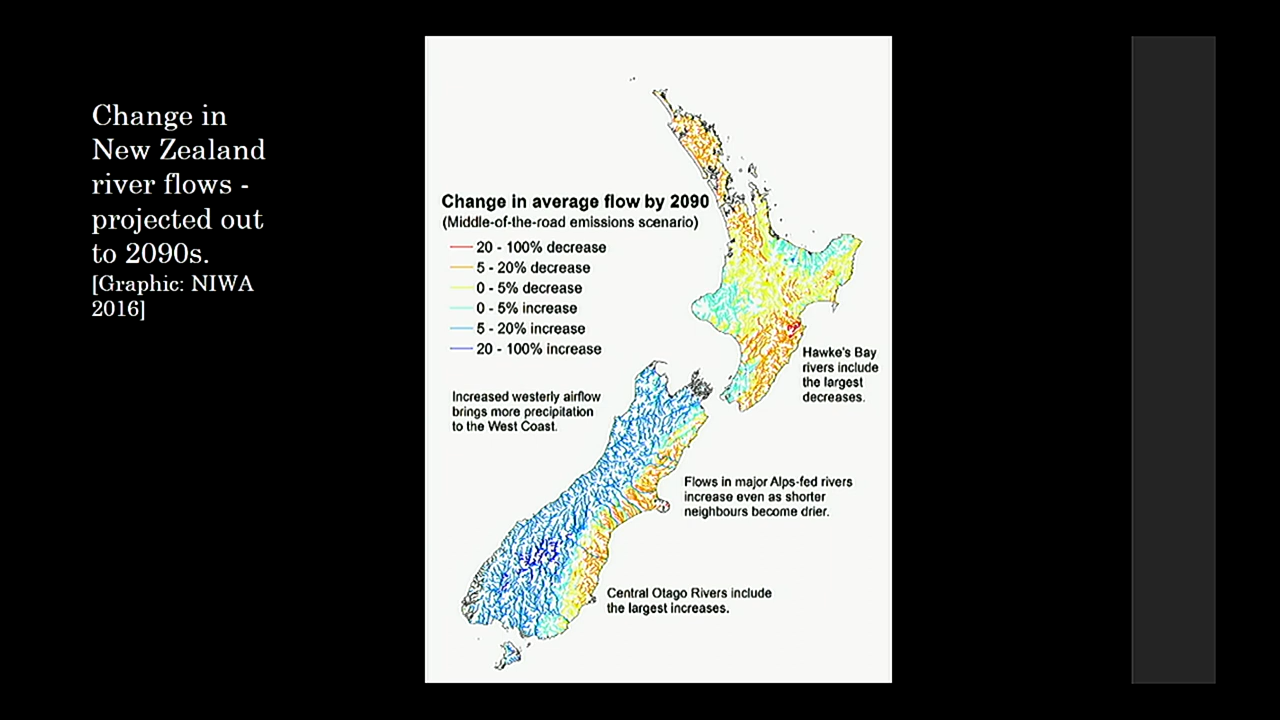 Change in
New Zealand
river flows -
projected out
to 2090s.
[Graphic: NIWA
2016]
Change in average flow by 2090
(Middle-of-the-road emissions scenario)
20 - 100% decrease
5 - 20% decrease
0 - 5% decrease
0 - 5% increase
5 - 20% increase
20 - 100% increase
Hawke's Bay
rivers include
the largest
decreases.
Increased westerly airflow
brings more precipitation
to the West Coast.
Flows in major Alps-fed rivers
increase even as shorter
neighbours become drier.
Central Otago Rivers include
the largest increases.